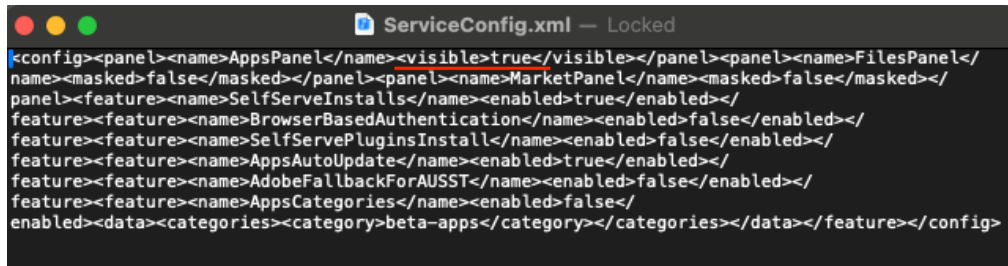 ServiceConfig.xml — Locked
<config><panel><name>AppsPanel</name><visible>true</visible></panel><panel><name>FilesPanel</
name><masked>false</masked></panel><panel><name>MarketPanel</name><masked>false</masked></
panel><feature><name>SelfServeInstalls</name><enabled>true</enabled></
feature><feature><name>BrowserBasedAuthentication</name><enabled>false</enabled></
feature><feature><name>SelfServePluginsInstall</name><enabled>false</enabled></
feature><feature><name>AppsAutoUpdate</name><enabled>true</enabled></
feature><feature><name>AdobeFallbackForAUSST</name><enabled>false</enabled></
feature><feature><name>AppsCategories</name><enabled>false</
enabled><data><categories><category>beta-apps</category></categories></data></feature></config>